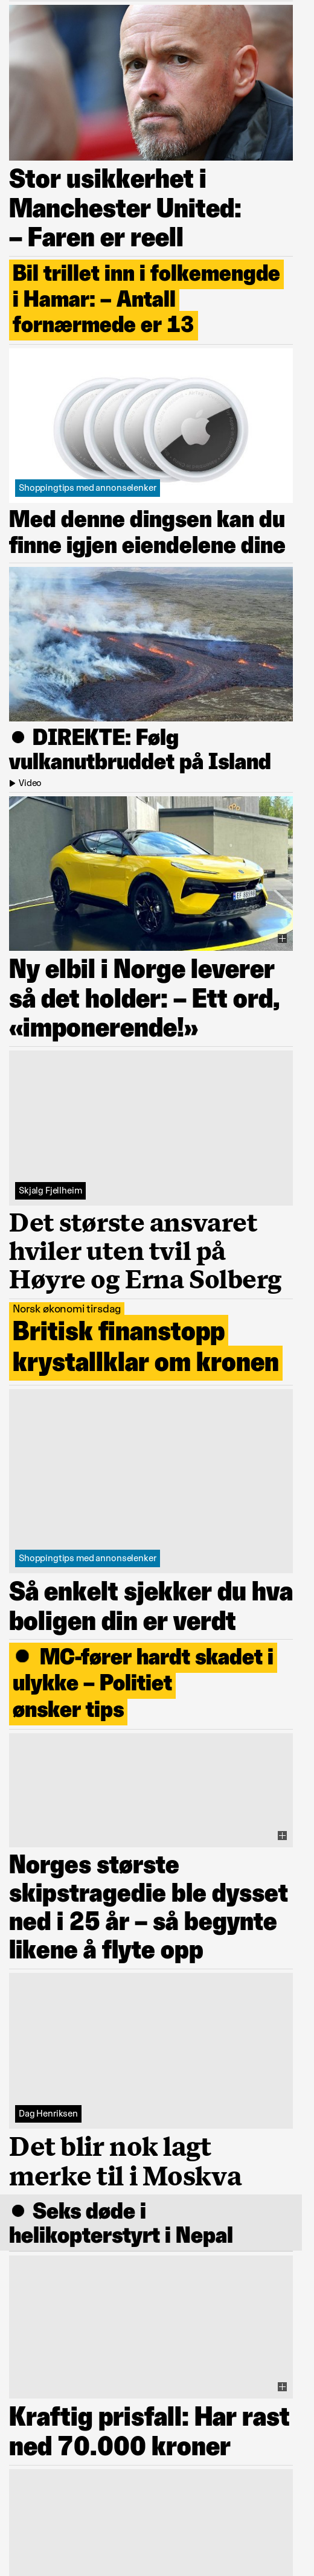 Stor usikkerhet i
Manchester United:
– Faren er reell
Bil trillet inn i folkemengde
i Hamar: – Antall
fornærmede er 13
Shoppingtips med annonselenker
Med denne dingsen kan du
finne igjen eiendelene dine
● DIREKTE: Følg
vulkanutbruddet på Island
Video
Ny elbil i Norge leverer
så det holder: – Ett ord,
«imponerende!»
Skjalg Fjellheim
Det største ansvaret
hviler uten tvil på
Høyre og Erna Solberg
Norsk økonomi tirsdag
Britisk finanstopp
krystallklar om kronen
Shoppingtips med annonselenker
Så enkelt sjekker du hva
boligen din er verdt
● MC-fører hardt skadet i
ulykke – Politiet
ønsker tips
Norges største
skipstragedie ble dysset
ned i 25 år – så begynte
likene å flyte opp
Dag Henriksen
Det blir nok lagt
merke til i Moskva
● Seks døde i
helikopterstyrt i Nepal
Kraftig prisfall: Har rast
ned 70.000 kroner